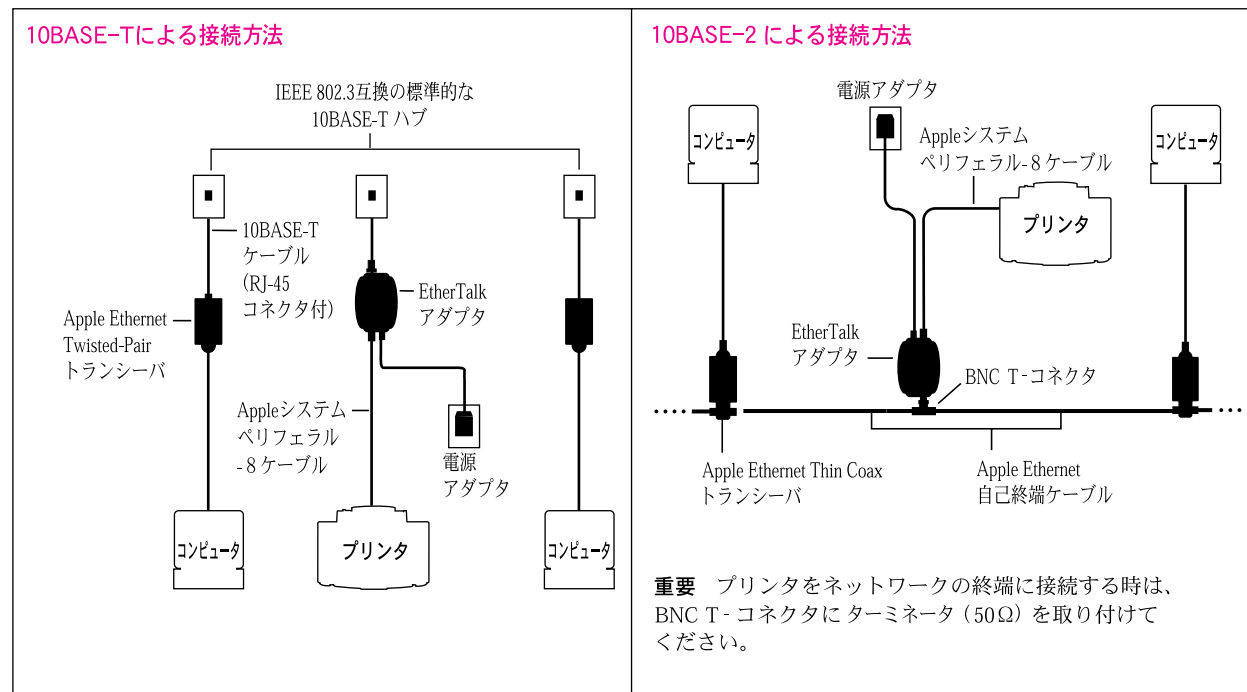 10BASE-Tによる接続方法
IEEE 802.3互換の標準的な
10BASE-T ハブ
10BASE-T
ケーブル
(RJ-45
コネクタ付)
EtherTalk
アダプタ
Apple Ethernet
Twisted-Pair
トランシーバ
Appleシステム
ペリフェラル
-8ケーブル
電源
アダプタ
コンピュータ
プリンタ
コンピュータ
10BASE-2 による接続方法
電源アダプタ
コンピュータ
Appleシステム
ペリフェラル-8ケーブル
コンピュータ
プリンタ
EtherTalk
アダプタ
BNC T-コネクタ
Apple Ethernet Thin Coax
トランシーバ
Apple Ethernet
自己終端ケーブル
重要 プリンタをネットワークの終端に接続する時は、
BNC T-コネクタにターミネータ(50Ω)を取り付けて
ください。